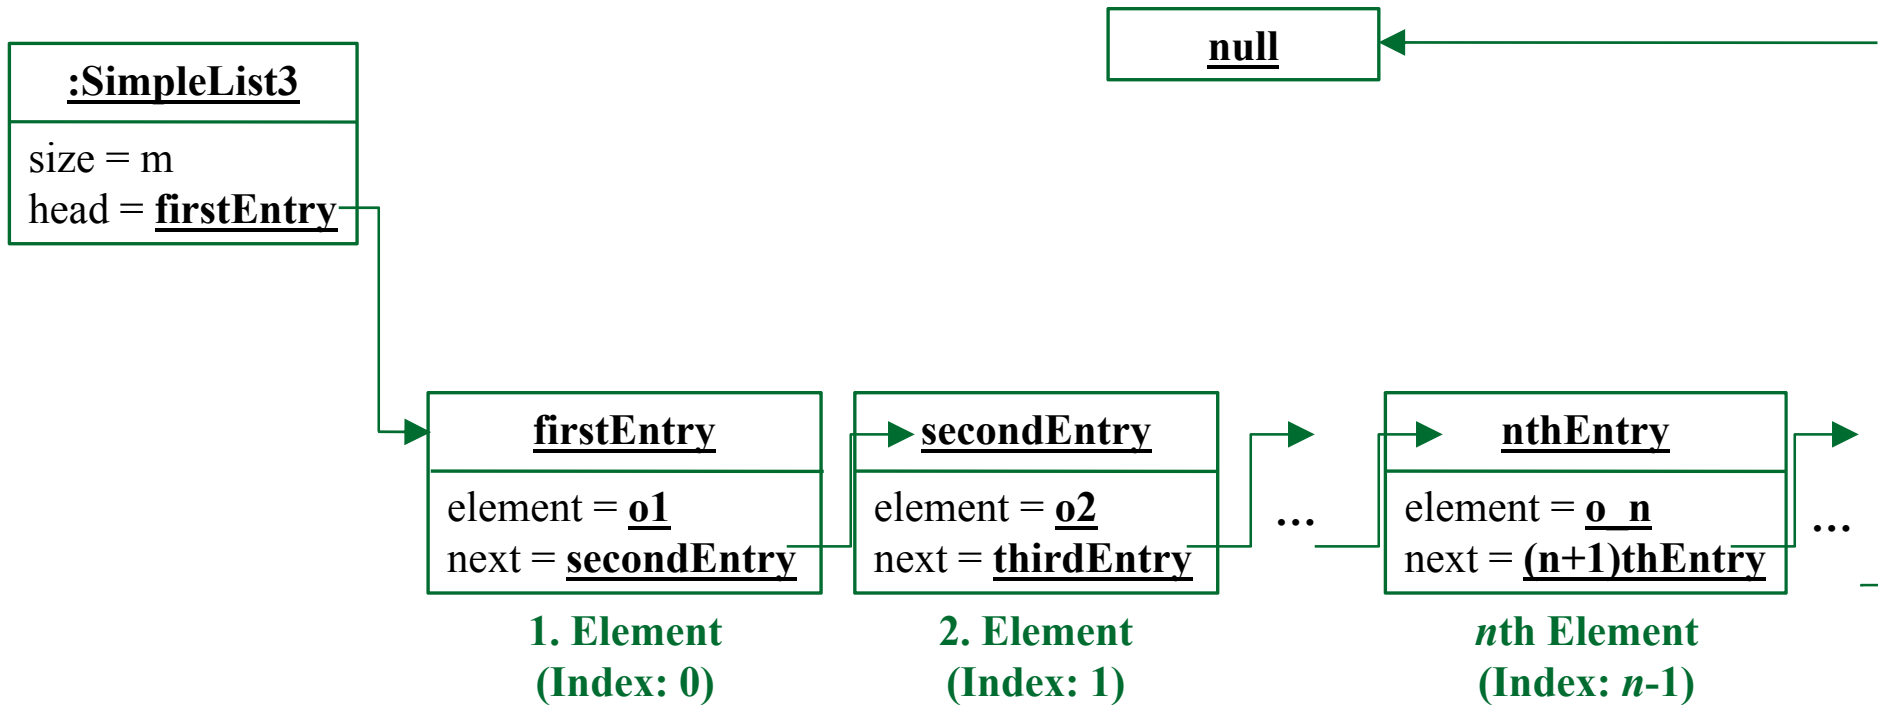 null
:SimpleList3
size = m
head = firstEntry
firstEntry
element = o1
next = secondEntry
1. Element
(Index: 0)
secondEntry
element = o2
next = thirdEntry
2. Element
(Index: 1)
...
nthEntry
element = o_n
next = (n+1)thEntry
nth Element
(Index: n-1)
...